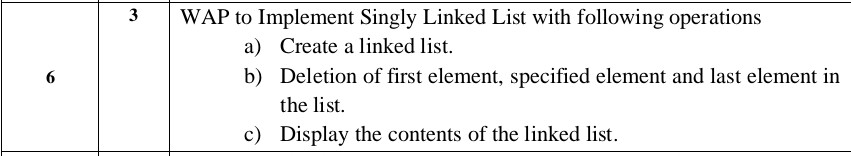 3 WAP to Implement Singly Linked List with following operations
a) Create a linked list.
6 b) Deletion of first element, specified element and last element in
the list.
c) Display the contents of the linked list.